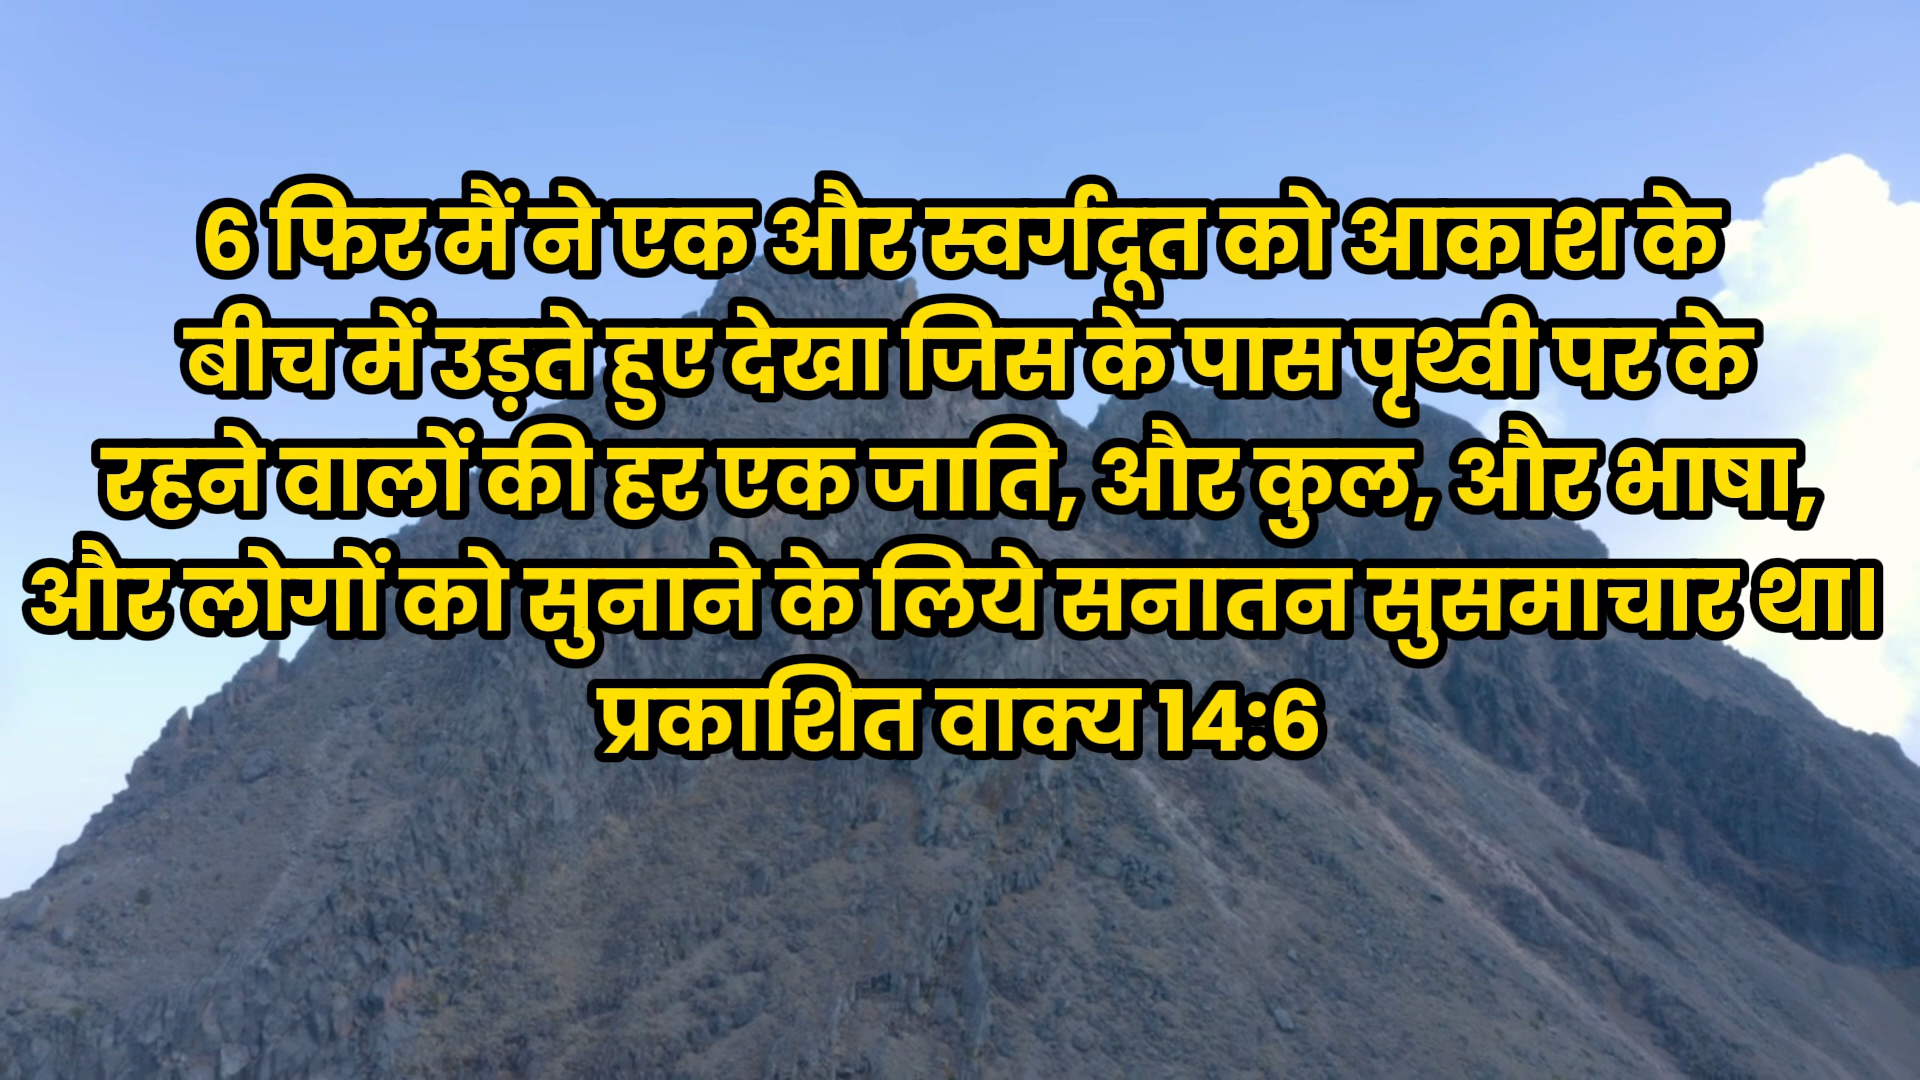 6 फिर मैं ने एक और स्वर्गदूत को आकाश के
बीच में उड़ते हुए देखा जिस के पास पृथ्वी पर के
रहने वालों की हर एक जाति, और कुल, और भाषा,
और लोगों को सुनाने के लिये सनातन सुसमाचार था।
प्रकाशित वाक्य 14:6